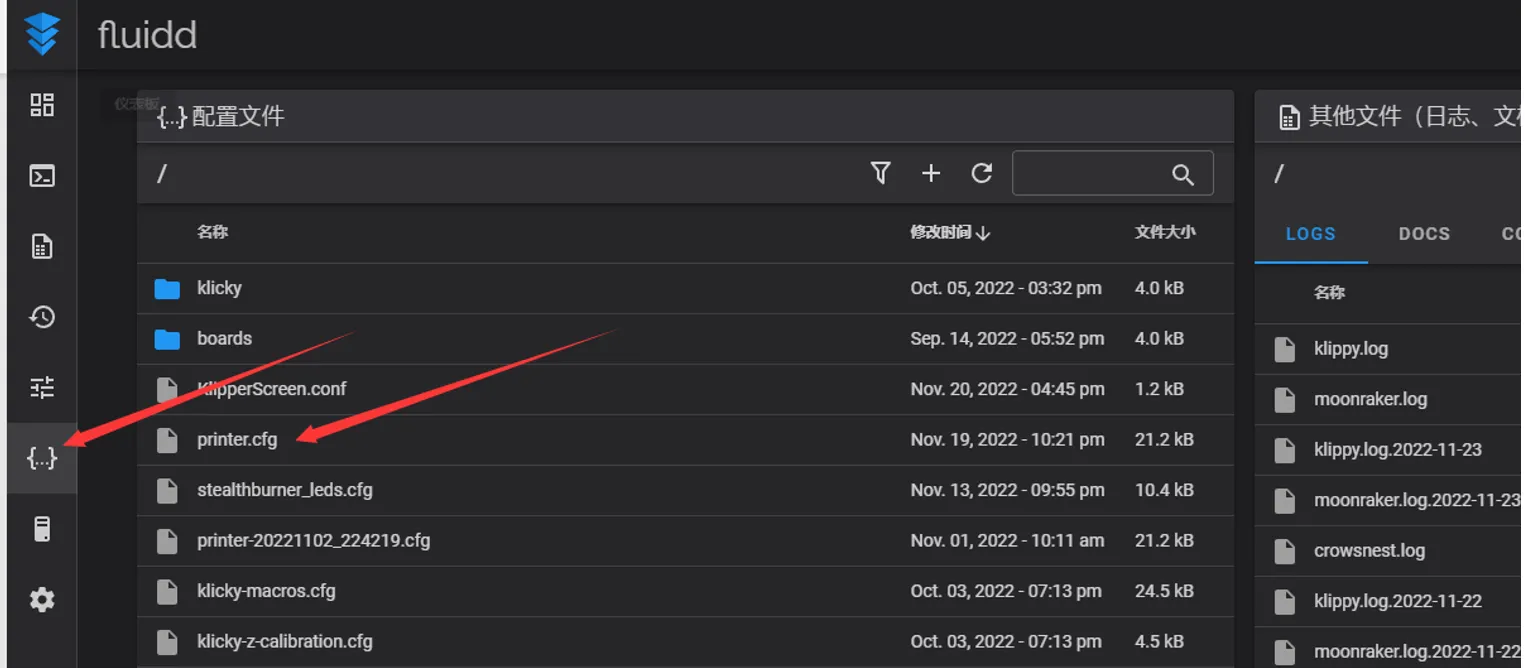 fluidd
仪表板
{...} 配置文件
/
名称 修改时间 文件大小
klicky Oct. 05, 2022 - 03:32 pm 4.0 kB
boards Sep. 14, 2022 - 05:52 pm 4.0 kB
KlipperScreen.conf Nov. 20, 2022 - 04:45 pm 1.2 kB
printer.cfg Nov. 19, 2022 - 10:21 pm 21.2 kB
stealthburner_leds.cfg Nov. 13, 2022 - 09:55 pm 10.4 kB
printer-20221102_224219.cfg Nov. 01, 2022 - 10:11 am 21.2 kB
klicky-macros.cfg Oct. 03, 2022 - 07:13 pm 24.5 kB
klicky-z-calibration.cfg Oct. 03, 2022 - 07:13 pm 4.5 kB
{...}
其他文件（日志、文
/
LOGS DOCS CO
名称
klippy.log
moonraker.log
klippy.log.2022-11-23
moonraker.log.2022-11-23
crowsnest.log
klippy.log.2022-11-22
moonraker.log.2022-11-22